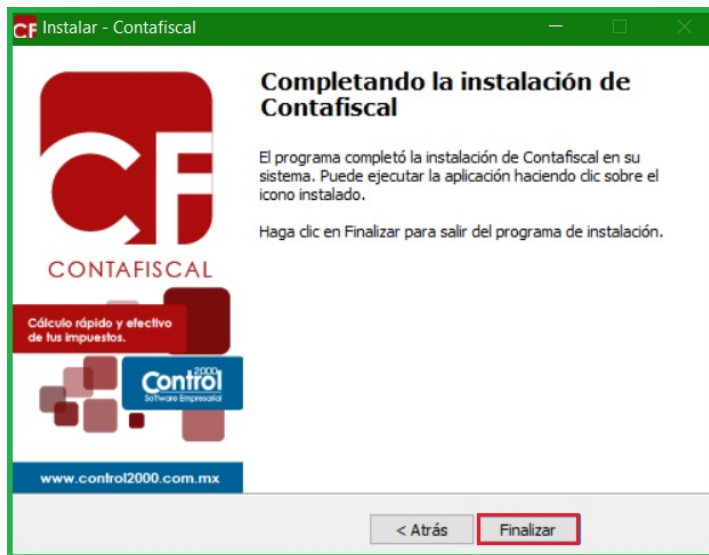 CF Instalar - Contafiscal
CF
CONTAFISCAL
Cálculo rápido y efectivo
de tus impuestos.
Control 2000
Software Empresarial
www.control2000.com.mx
Completando la instalación de
Contafiscal
El programa completó la instalación de Contafiscal en su
sistema. Puede ejecutar la aplicación haciendo clic sobre el
icono instalado.
Haga clic en Finalizar para salir del programa de instalación.
< Atrás Finalizar